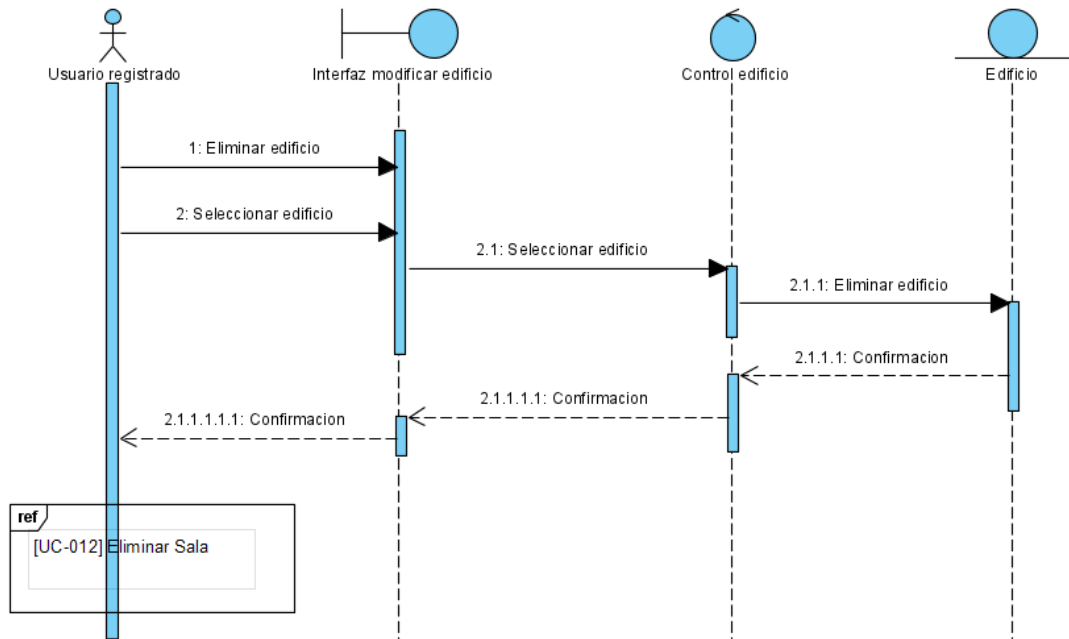 Usuario registrado
Interfaz modificar edificio
Control edificio
Edificio
1: Eliminar edificio
2: Seleccionar edificio
2.1: Seleccionar edificio
2.1.1: Eliminar edificio
2.1.1.1: Confirmacion
2.1.1.1.1: Confirmacion
2.1.1.1.1.1: Confirmacion
ref
[UC-012] Eliminar Sala